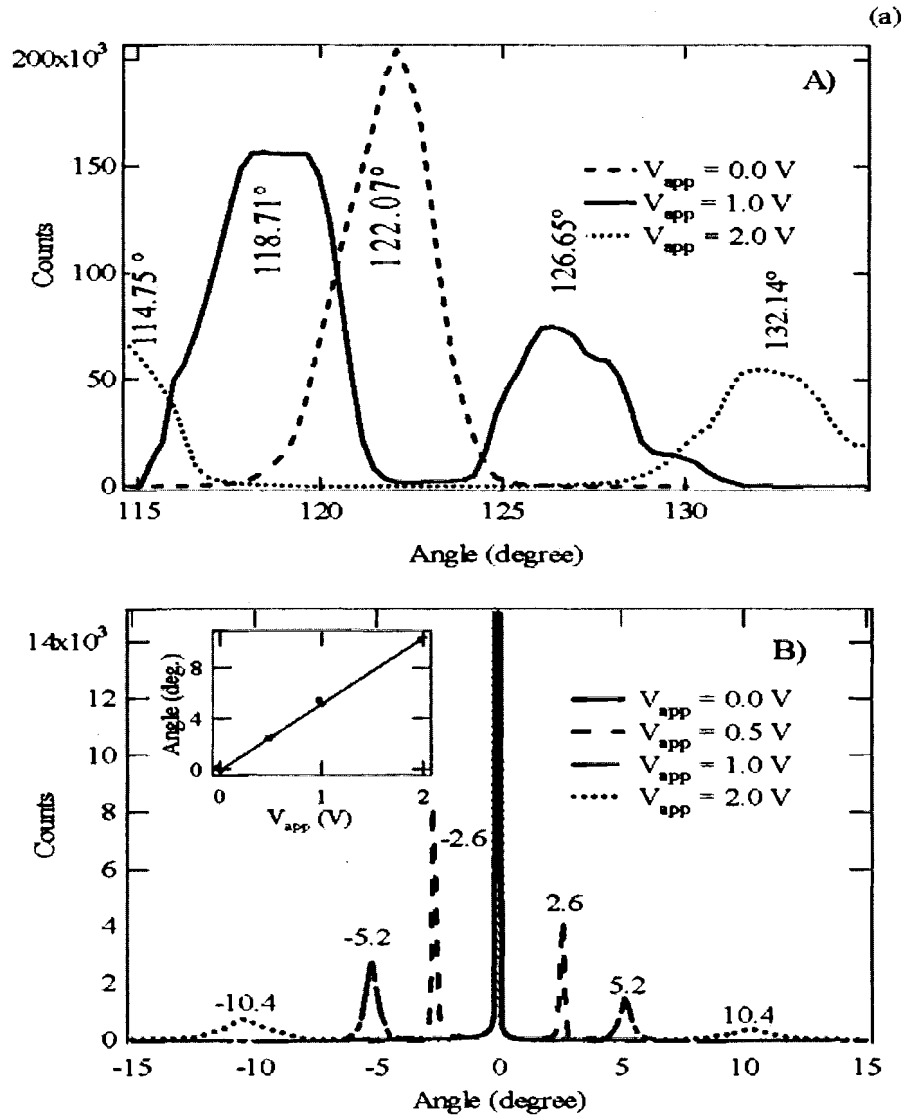 (a)
A)
200x10³
150
100
50
0
Counts
114.75°
118.71°
122.07°
126.65°
132.14°
V_app = 0.0 V
V_app = 1.0 V
V_app = 2.0 V
115 120 125 130
Angle (degree)
B)
14x10³
12
10
8
6
4
2
0
Counts
Angle (deg.)
8
4
0
0 1 2
V_app (V)
V_app = 0.0 V
V_app = 0.5 V
V_app = 1.0 V
V_app = 2.0 V
-10.4
-5.2
-2.6
2.6
5.2
10.4
-15 -10 -5 0 5 10 15
Angle (degree)